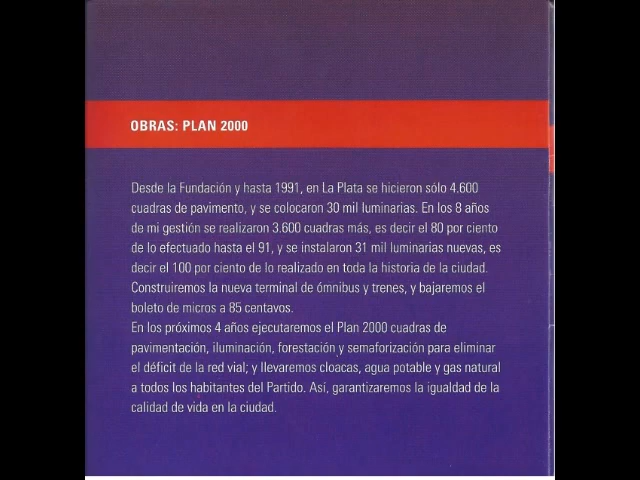 OBRAS: PLAN 2000
Desde la Fundación y hasta 1991, en La Plata se hicieron sólo 4.600
cuadras de pavimento, y se colocaron 30 mil luminarias. En los 8 años
de mi gestión se realizaron 3.600 cuadras más, es decir el 80 por ciento
de lo efectuado hasta el 91, y se instalaron 31 mil luminarias nuevas, es
decir el 100 por ciento de lo realizado en toda la historia de la ciudad.
Construiremos la nueva terminal de ómnibus y trenes, y bajaremos el
boleto de micros a 85 centavos.
En los próximos 4 años ejecutaremos el Plan 2000 cuadras de
pavimentación, iluminación, forestación y semaforización para eliminar
el déficit de la red vial; y llevaremos cloacas, agua potable y gas natural
a todos los habitantes del Partido. Así, garantizaremos la igualdad de la
calidad de vida en la ciudad.